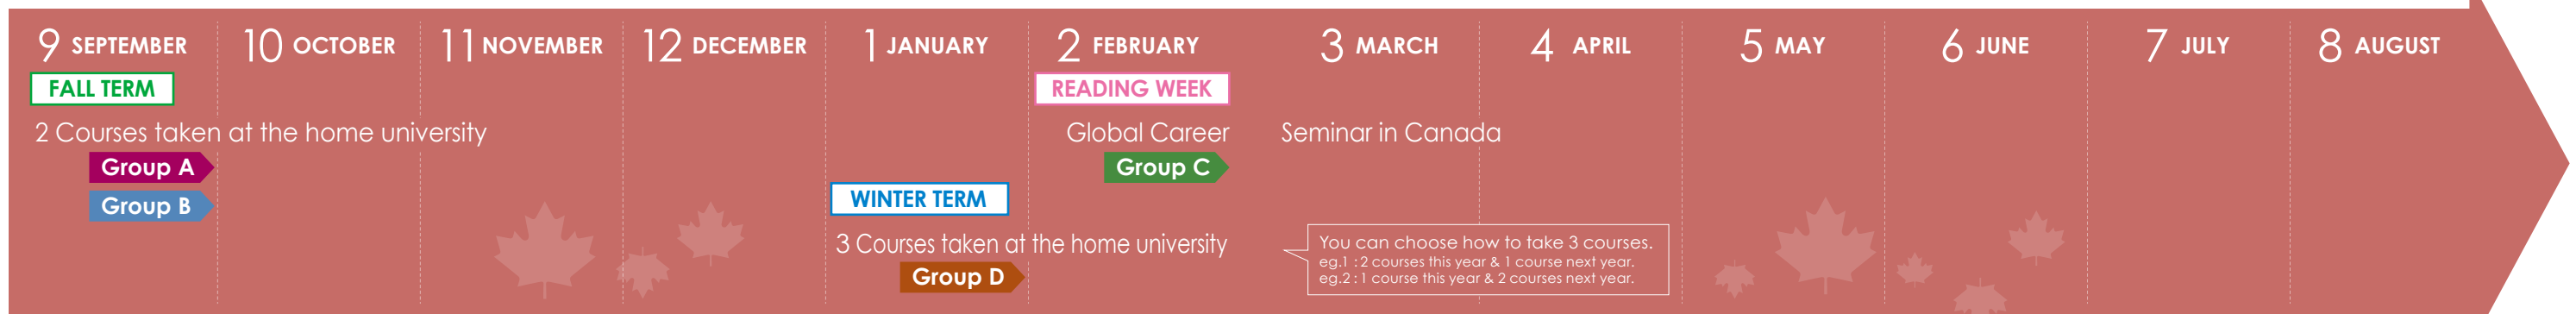 9 SEPTEMBER
10 OCTOBER
11 NOVEMBER
12 DECEMBER
1 JANUARY
2 FEBRUARY
3 MARCH
4 APRIL
5 MAY
6 JUNE
7 JULY
8 AUGUST
FALL TERM
2 Courses taken at the home university
Group A
Group B
READING WEEK
Global Career Seminar in Canada
Group C
WINTER TERM
3 Courses taken at the home university
Group D
You can choose how to take 3 courses.
eg.1 : 2 courses this year & 1 course next year.
eg.2 : 1 course this year & 2 courses next year.